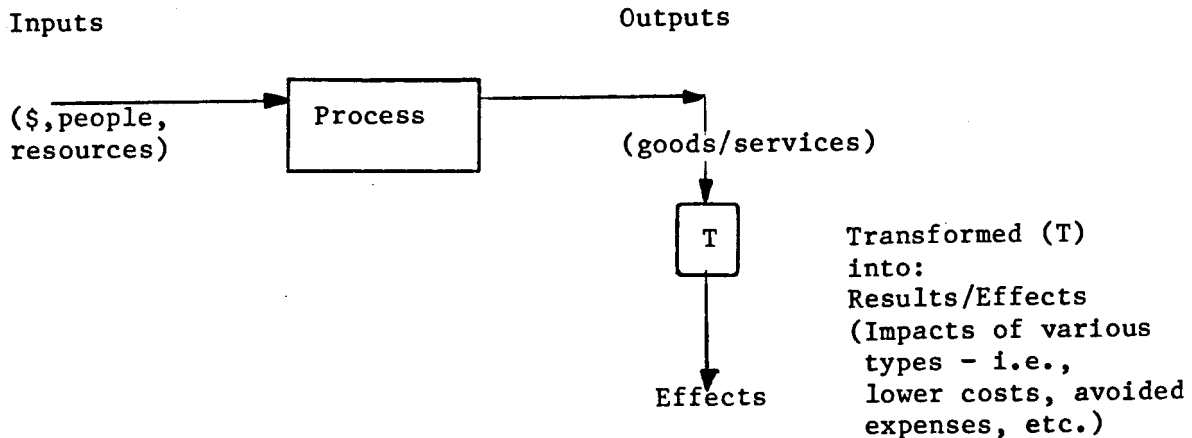 Inputs
Outputs
($,people,
resources)
Process
(goods/services)
T
Transformed (T)
into:
Results/Effects
(Impacts of various
types - i.e.,
lower costs, avoided
expenses, etc.)
Effects